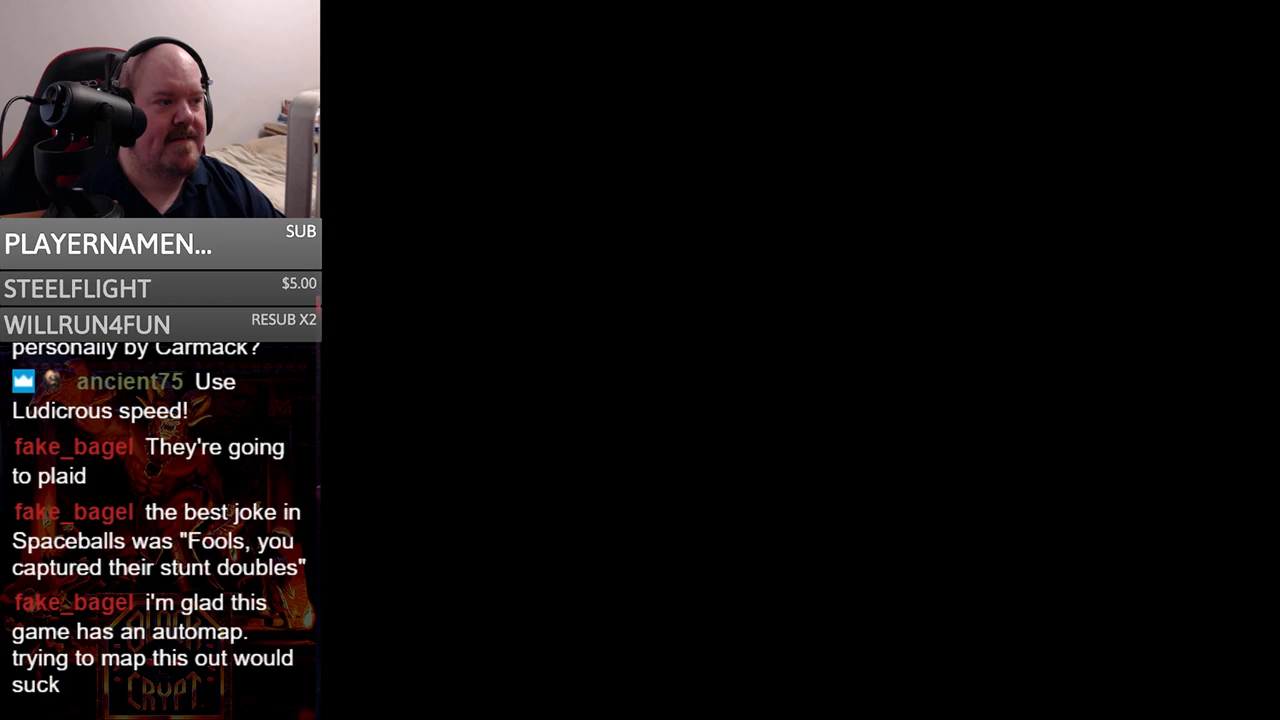 PLAYERNAMEN...
SUB
STEELFLIGHT
$5.00
WILLRUN4FUN
RESUB X2
personally by Carmack?
ancient75 Use
Ludicrous speed!
fake_bagel They're going
to plaid
fake_bagel the best joke in
Spaceballs was "Fools, you
captured their stunt doubles"
fake_bagel i'm glad this
game has an automap.
trying to map this out would
suck
CRYPT